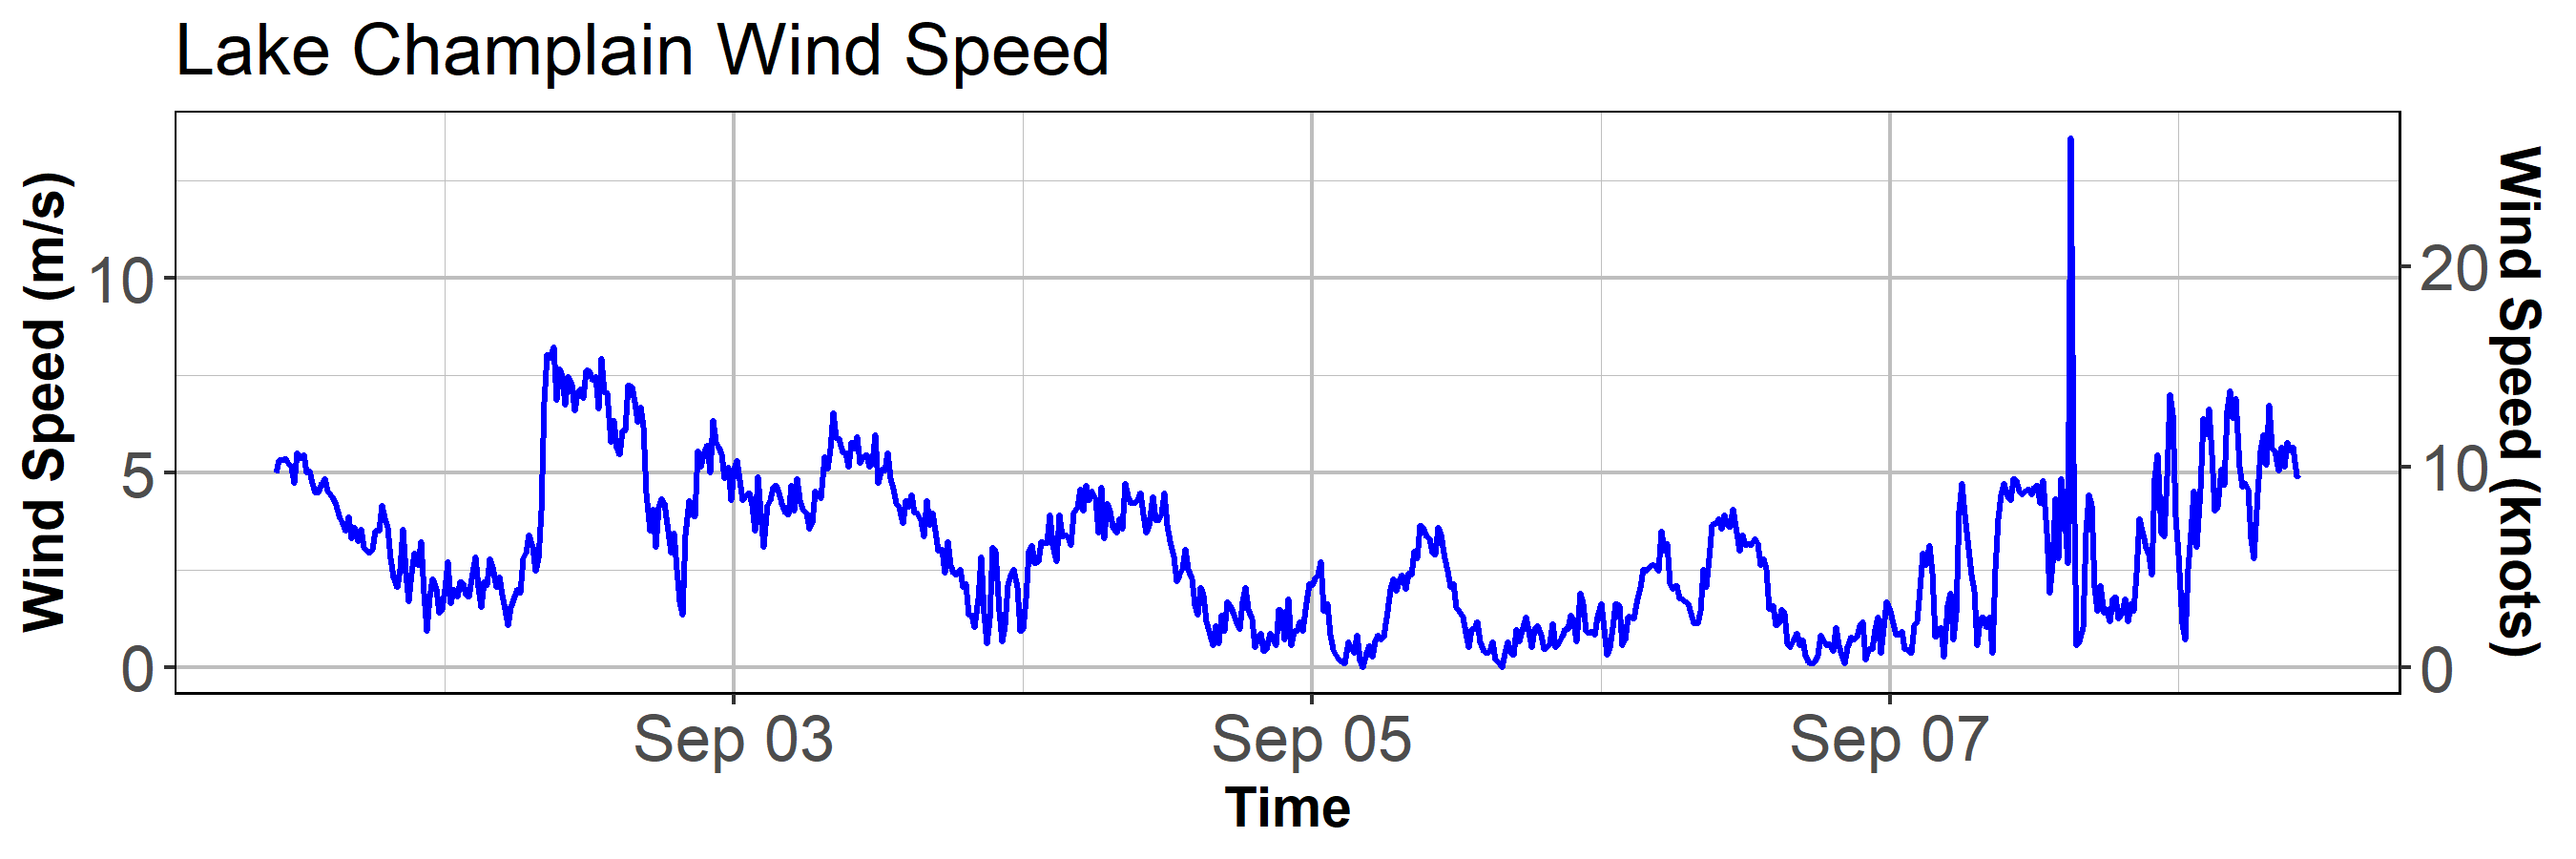 Lake Champlain Wind Speed
Wind Speed (m/s)
10
5
0
20
10
0
Wind Speed (knots)
Sep 03
Sep 05
Sep 07
Time